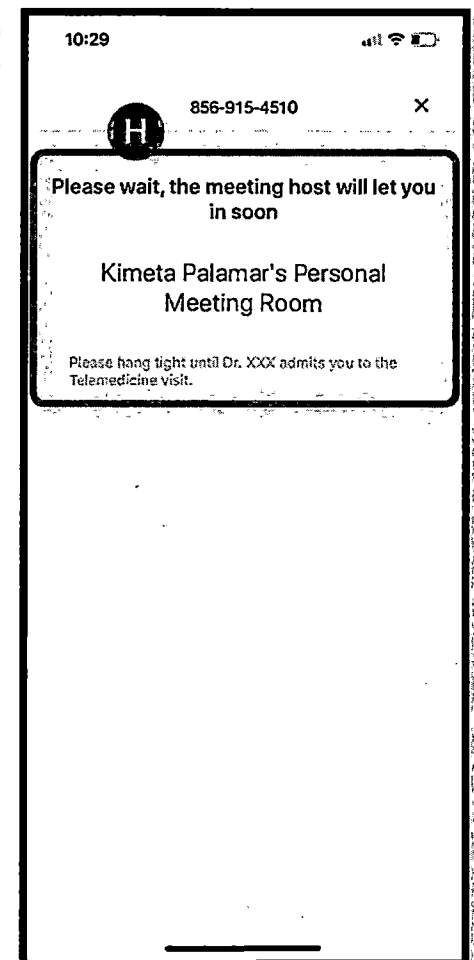 10:29
856-915-4510
H
Please wait, the meeting host will let you
in soon
Kimeta Palamar's Personal
Meeting Room
Please hang tight until Dr. XXX admits you to the
Telemedicine visit.